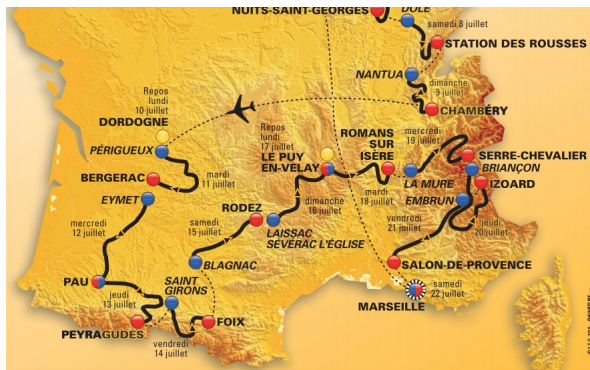 NUITS-SAINT-GEORGES
DOLE
samedi 8 juillet
STATION DES ROUSSES
NANTUA
dimanche
9 juillet
CHAMBÉRY
Repos
lundi
10 juillet
DORDOGNE
PÉRIGUEUX
BERGERAC
mardi
11 juillet
EYMET
mercredi
12 juillet
PAU
jeudi
13 juillet
PEYRAGUDES
SAINT
GIRONS
vendredi
14 juillet
FOIX
BLAGNAC
samedi
15 juillet
RODEZ
LAISSAC
SÉVÉRAC L'ÉGLISE
dimanche
16 juillet
Repos
lundi
17 juillet
LE PUY
EN-VELAY
ROMANS
SUR
ISÈRE
mardi
18 juillet
mercredi
19 juillet
LA MURE
SERRE-CHEVALIER
BRIANÇON
IZOARD
EMBRUN
jeudi
20 juillet
vendredi
21 juillet
SALON-DE-PROVENCE
MARSEILLE
samedi
22 juillet